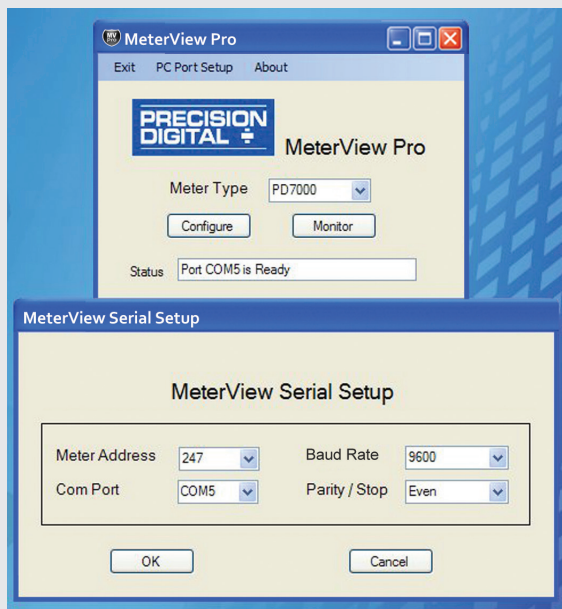 MV
MeterView Pro
Exit PC Port Setup About
PRECISION
DIGITAL
MeterView Pro
Meter Type PD7000
Configure Monitor
Status Port COM5 is Ready
MeterView Serial Setup
MeterView Serial Setup
Meter Address 247 Baud Rate 9600
Com Port COM5 Parity / Stop Even
OK Cancel